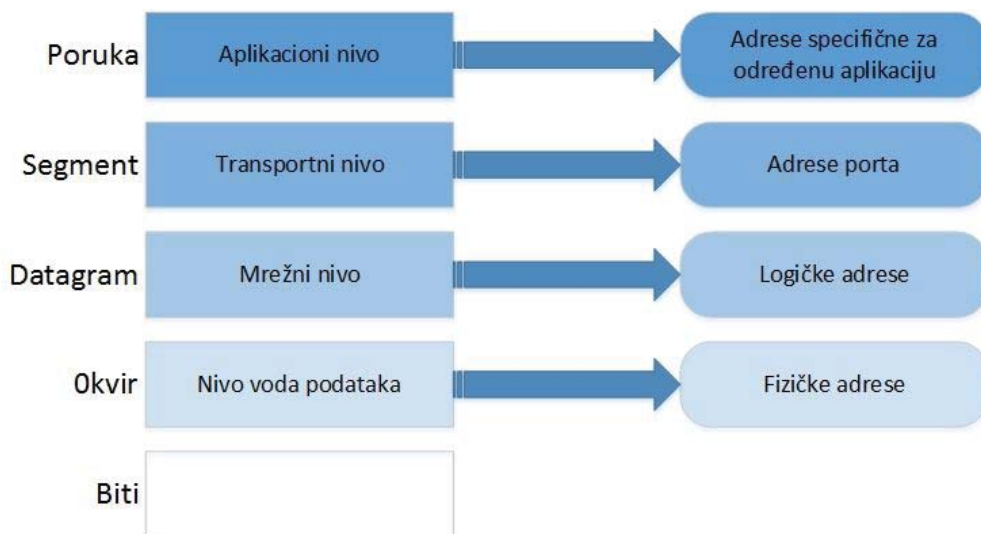 Poruka
Aplikacioni nivo
Adrese specifične za
određenu aplikaciju
Segment
Transportni nivo
Adrese porta
Datagram
Mrežni nivo
Logičke adrese
0kvir
Nivo voda podataka
Fizičke adrese
Biti